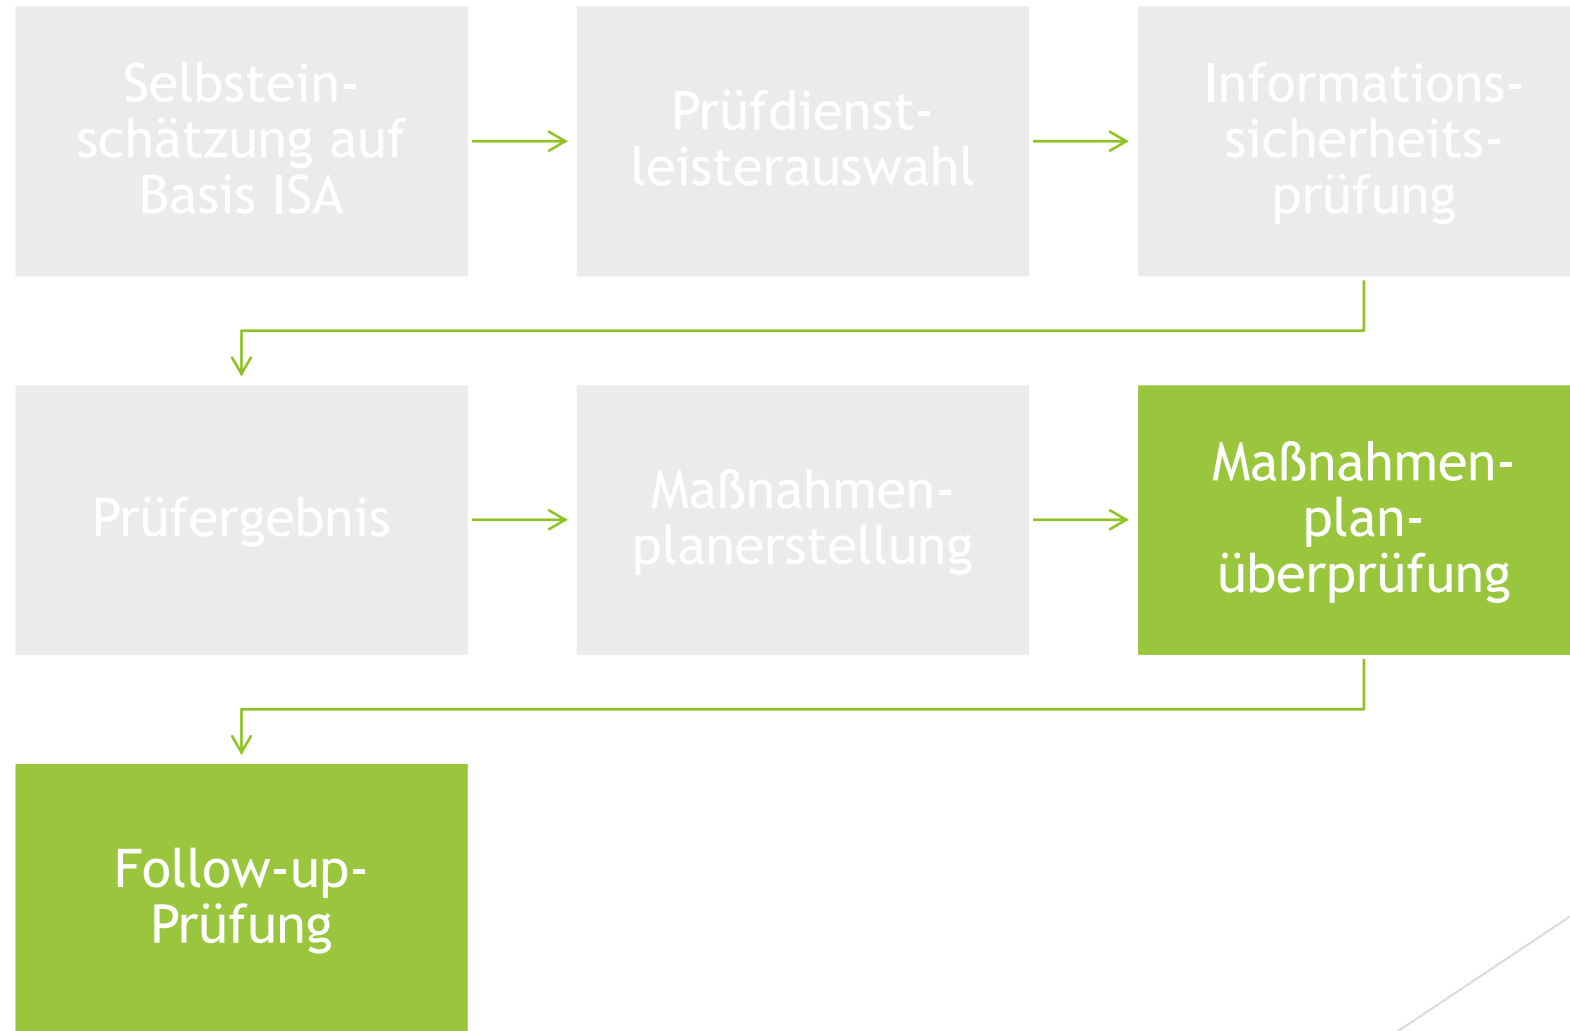 Selbstein-
schätzung auf
Basis ISA
Prüfdienst-
leisterauswahl
Informations-
sicherheits-
prüfung
Prüfergebnis
Maßnahmen-
planerstellung
Maßnahmen-
plan-
überprüfung
Follow-up-
Prüfung